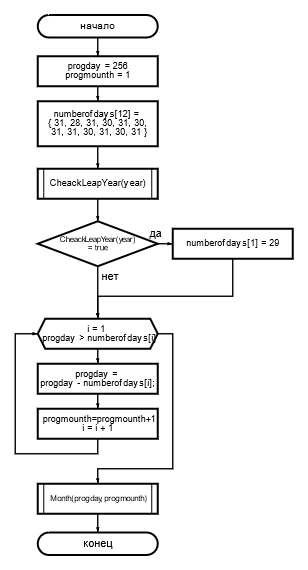 начало
progday = 256
progmounth = 1
numberofdays[12] =
{ 31, 28, 31, 30, 31, 30,
31, 31, 30, 31, 30, 31 }
CheackLeapYear(year)
CheackLeapYear(year)
= true
да
numberofdays[1] = 29
нет
i = 1
progday > numberofdays[i]
progday =
progday - numberofdays[i];
progmounth=progmounth+1
i = i + 1
Month(progday, progmounth)
конец